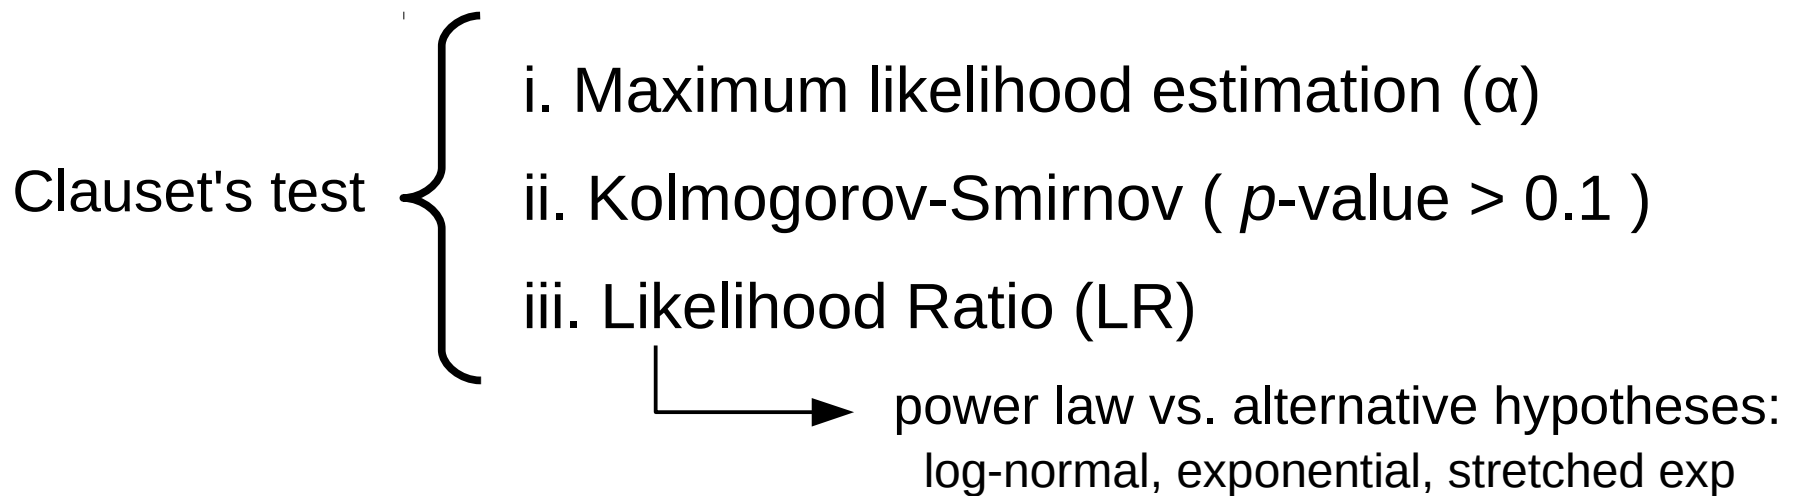 i. Maximum likelihood estimation (α)
Clauset's test
ii. Kolmogorov-Smirnov ( p-value > 0.1 )
iii. Likelihood Ratio (LR)
power law vs. alternative hypotheses:
log-normal, exponential, stretched exp